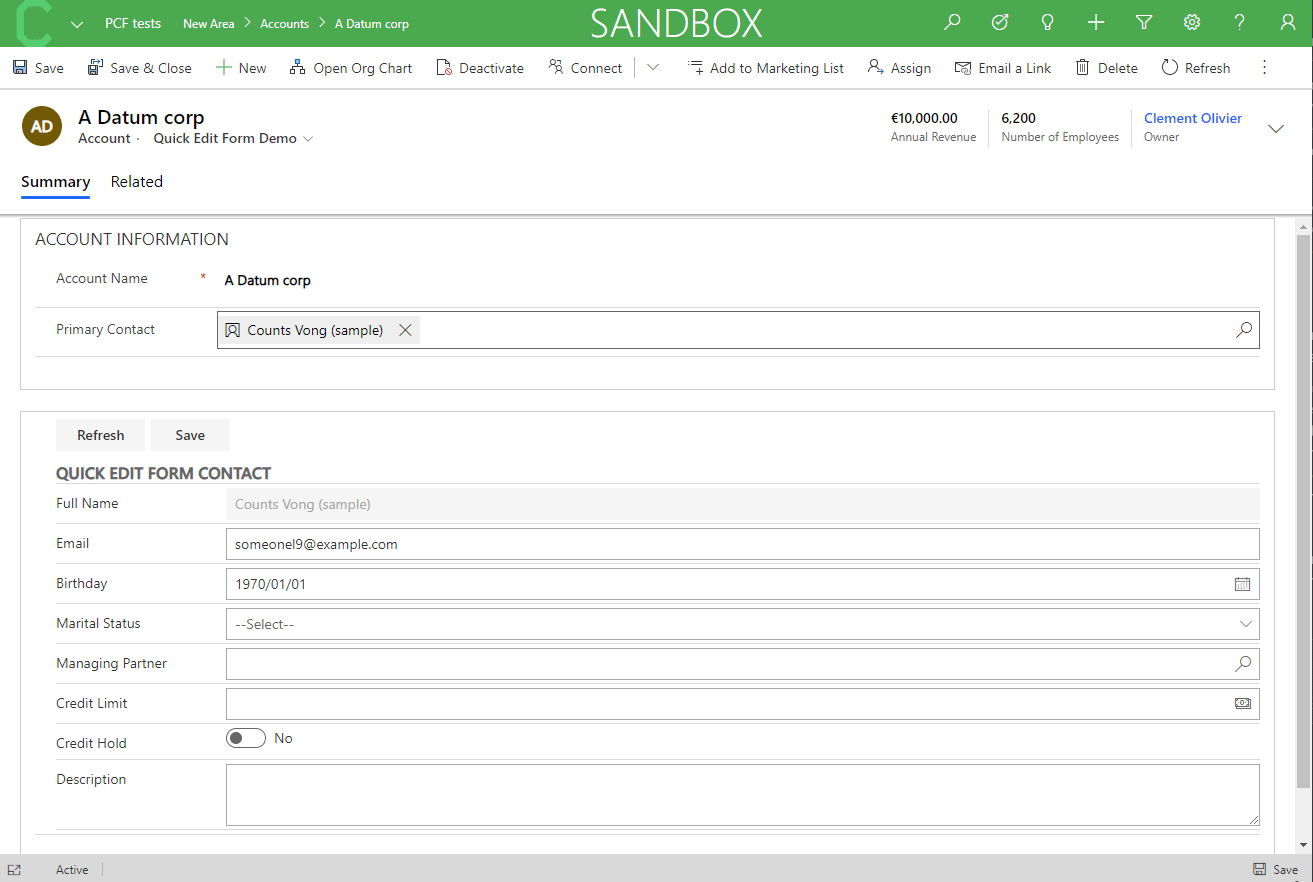 PCF tests New Area > Accounts > A Datum corp SANDBOX
Save Save & Close New Open Org Chart Deactivate Connect Add to Marketing List Assign Email a Link Delete Refresh
AD
A Datum corp
Account · Quick Edit Form Demo
€10,000.00
Annual Revenue
6,200
Number of Employees
Clement Olivier
Owner
Summary Related
ACCOUNT INFORMATION
Account Name * A Datum corp
Primary Contact Counts Vong (sample)
Refresh Save
QUICK EDIT FORM CONTACT
Full Name Counts Vong (sample)
Email someonel9@example.com
Birthday 1970/01/01
Marital Status --Select--
Managing Partner
Credit Limit
Credit Hold No
Description
Active Save